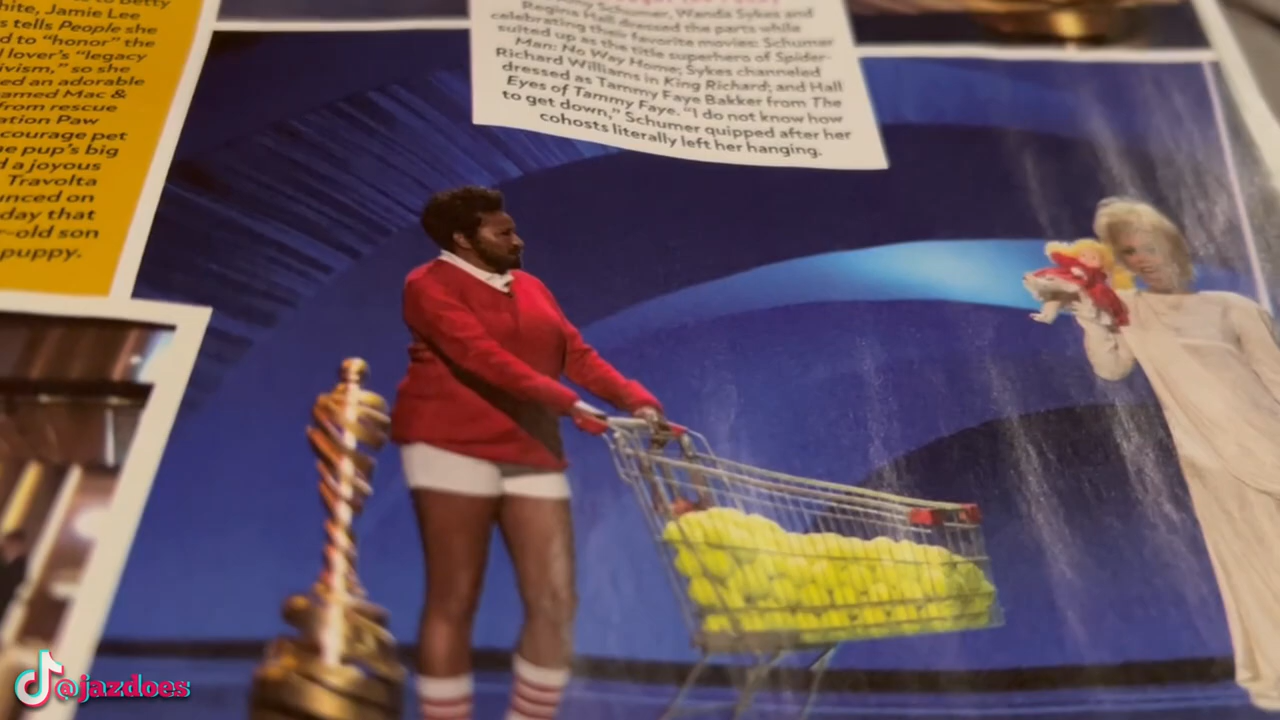 hite, Jamie Lee
s tells People she
d to “honor” the
l lover’s “legacy
ivism,” so she
ed an adorable
amed Mac &
from rescue
ation Paw
courage pet
he pup’s big
d a joyous
Travolta
unced on
day that
r-old son
puppy.
Schumer, Wanda Sykes and
Regina Hall dressed the parts while
celebrating their favorite movies: Schumer
suited up as the title superhero of Spider-
Man: No Way Home; Sykes channeled
Richard Williams in King Richard; and Hall
dressed as Tammy Faye Bakker from The
Eyes of Tammy Faye. “I do not know how
to get down,” Schumer quipped after her
cohosts literally left her hanging.
@jazdoes